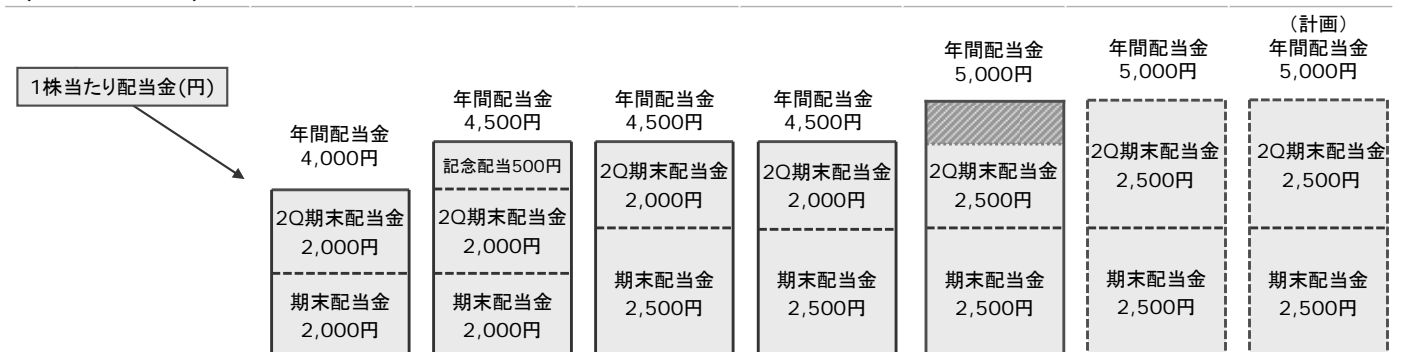 1株当たり配当金(円)
年間配当金
4,000円
2Q期末配当金
2,000円
期末配当金
2,000円
年間配当金
4,500円
記念配当500円
2Q期末配当金
2,000円
期末配当金
2,000円
年間配当金
4,500円
2Q期末配当金
2,000円
期末配当金
2,500円
年間配当金
4,500円
2Q期末配当金
2,000円
期末配当金
2,500円
年間配当金
5,000円
2Q期末配当金
2,500円
期末配当金
2,500円
年間配当金
5,000円
2Q期末配当金
2,500円
期末配当金
2,500円
（計画）
年間配当金
5,000円
2Q期末配当金
2,500円
期末配当金
2,500円